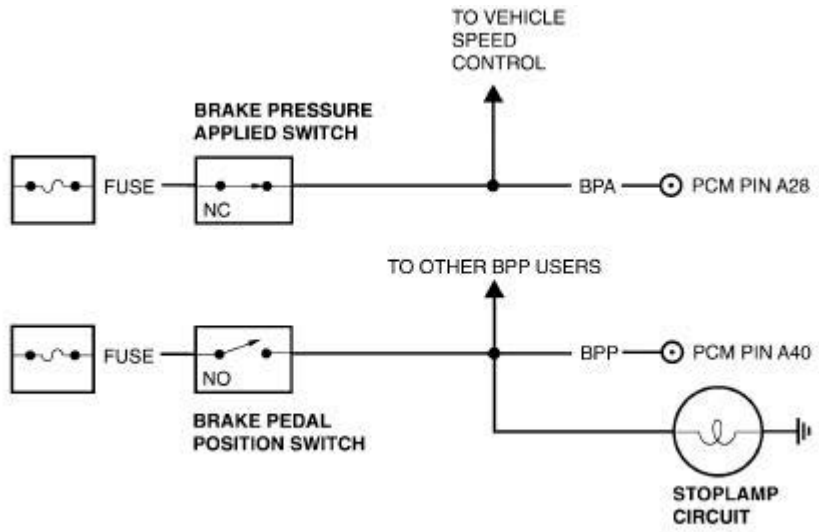 TO VEHICLE
SPEED
CONTROL
BRAKE PRESSURE
APPLIED SWITCH
FUSE
NC
BPA
PCM PIN A28
TO OTHER BPP USERS
FUSE
NO
BPP
PCM PIN A40
BRAKE PEDAL
POSITION SWITCH
STOPLAMP
CIRCUIT